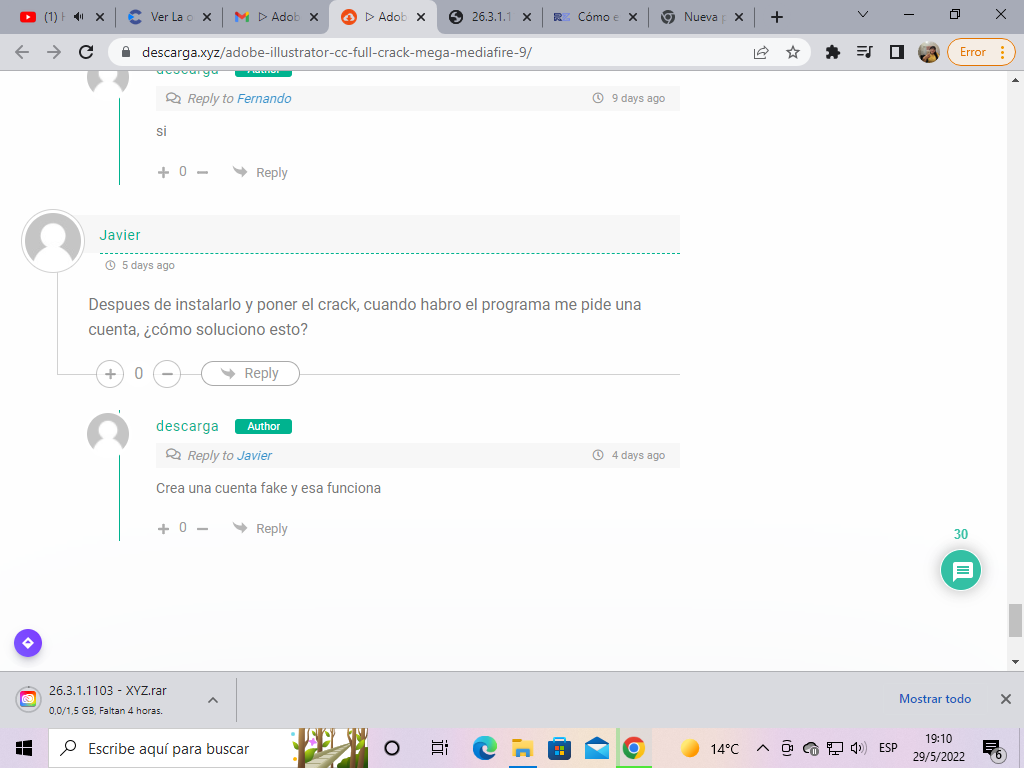 (1)
Ver La
▷ Adob
▷ Adob
26.3.1.1
Cómo e
Nueva
descarga.xyz/adobe-illustrator-cc-full-crack-mega-mediafire-9/
Error
descarga Author
Reply to Fernando 9 days ago
si
0 Reply
Javier
5 days ago
Despues de instalarlo y poner el crack, cuando habro el programa me pide una
cuenta, ¿cómo soluciono esto?
0 Reply
descarga Author
Reply to Javier 4 days ago
Crea una cuenta fake y esa funciona
0 Reply
30
26.3.1.1103 - XYZ.rar
0,0/1,5 GB, Faltan 4 horas.
Mostrar todo
Escribe aquí para buscar
14°C
ESP
19:10
29/5/2022
6